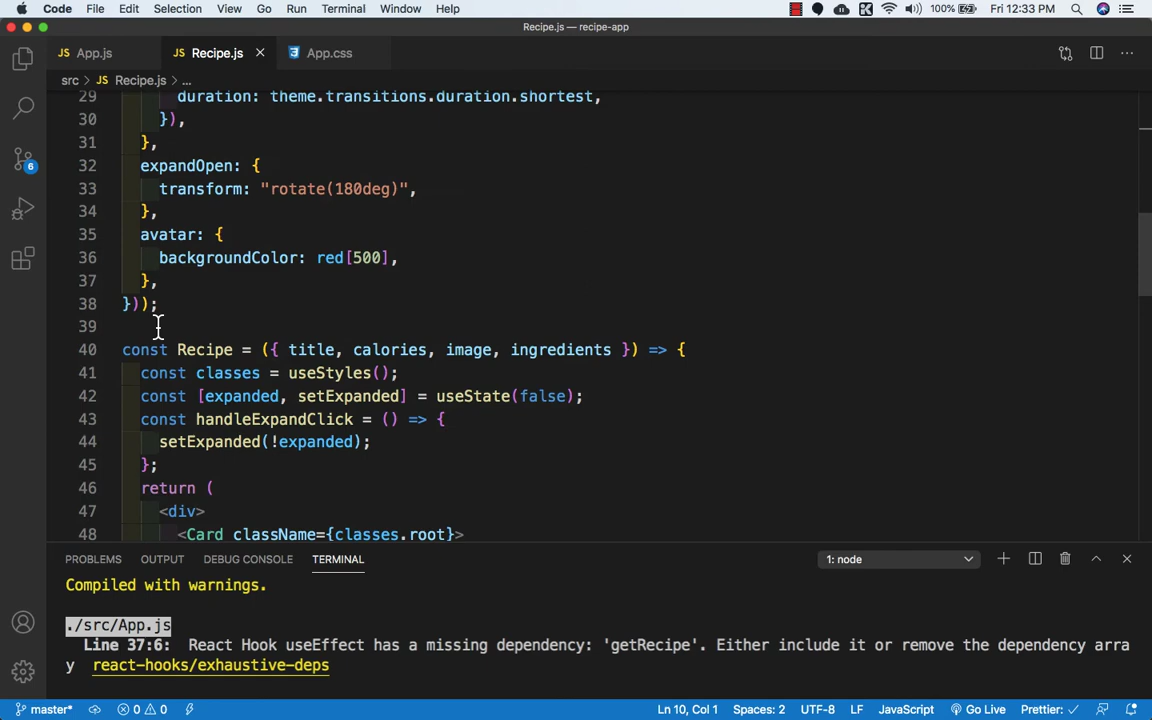 Code File Edit Selection View Go Run Terminal Window Help 100% Fri 12:33 PM
Recipe.js — recipe-app
JS App.js JS Recipe.js × App.css
src > JS Recipe.js > ...
29 duration: theme.transitions.duration.shortest,
30 }),
31 },
32 expandOpen: {
33 transform: "rotate(180deg)",
34 },
35 avatar: {
36 backgroundColor: red[500],
37 },
38 }));
39
40 const Recipe = ({ title, calories, image, ingredients }) => {
41 const classes = useStyles();
42 const [expanded, setExpanded] = useState(false);
43 const handleExpandClick = () => {
44 setExpanded(!expanded);
45 };
46 return (
47 <div>
48 <Card className={classes.root}>
6
PROBLEMS OUTPUT DEBUG CONSOLE TERMINAL 1: node
Compiled with warnings.
./src/App.js
Line 37:6: React Hook useEffect has a missing dependency: 'getRecipe'. Either include it or remove the dependency arra
y react-hooks/exhaustive-deps
master* 0 0 Ln 10, Col 1 Spaces: 2 UTF-8 LF JavaScript Go Live Prettier: ✓